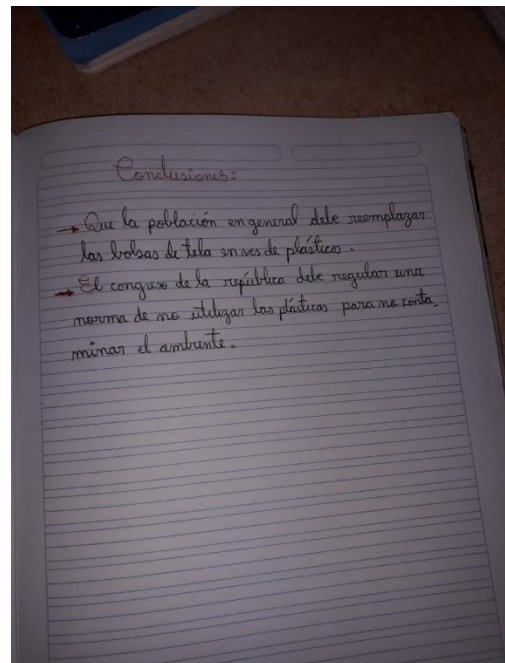 Conclusiones:
→ Que la población en general debe reemplazar
las bolsas de tela en ves de plástico.
→ El congreso de la república debe regular una
norma de no utilizar los plásticos para no conta-
minar el ambiente.